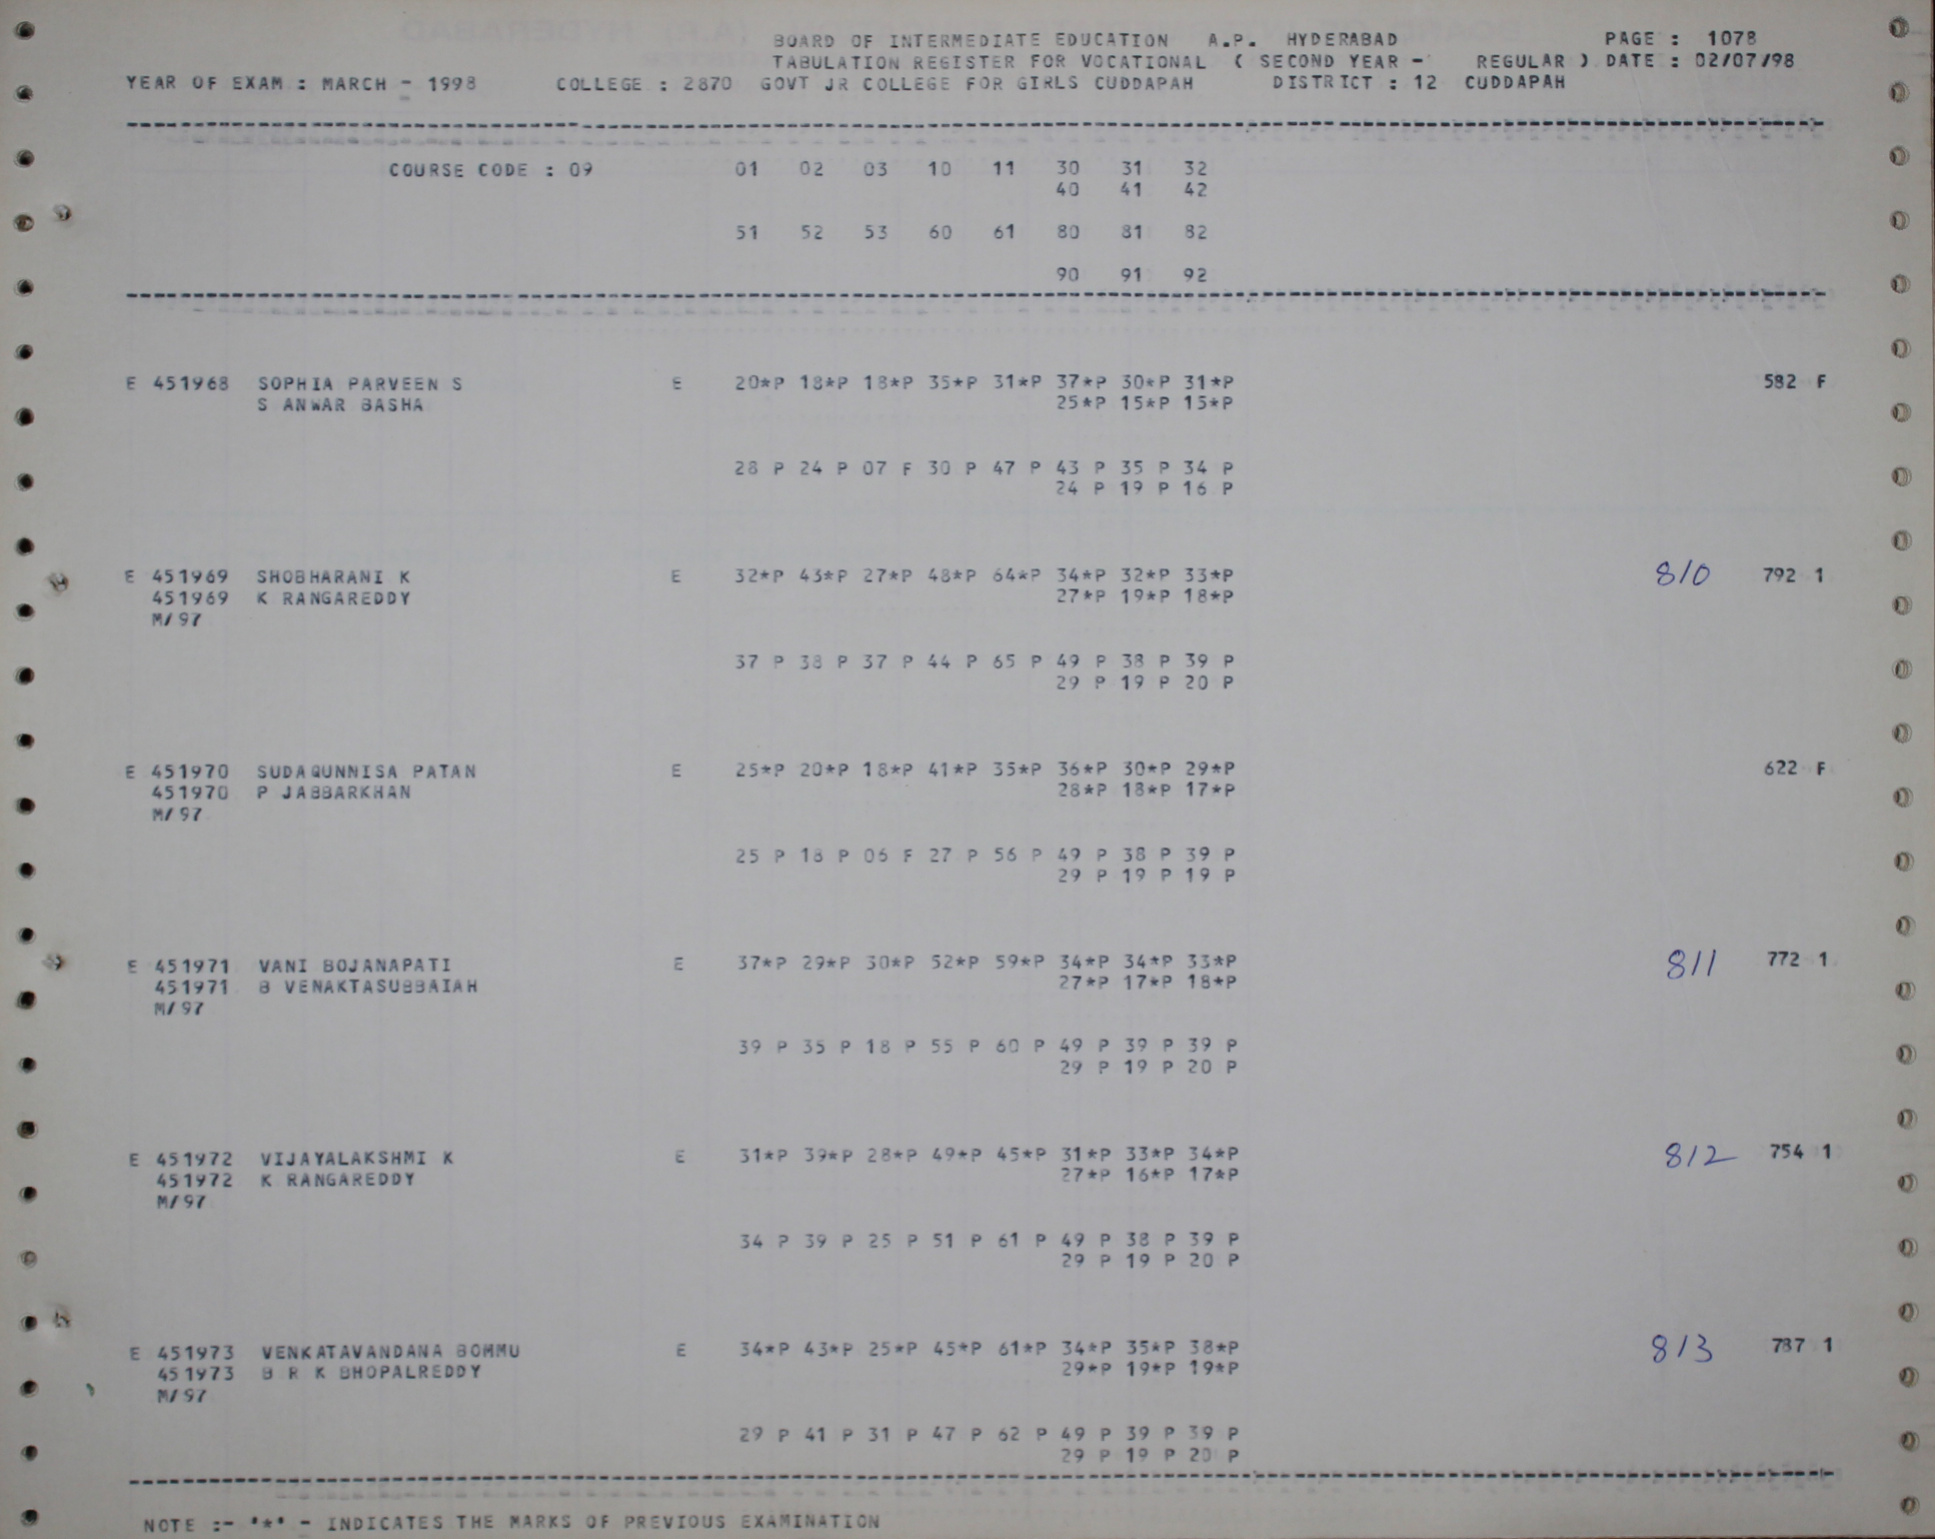 BOARD OF INTERMEDIATE EDUCATION A.P. HYDERABAD PAGE : 1078
TABULATION REGISTER FOR VOCATIONAL ( SECOND YEAR - REGULAR ) DATE : 02/07/98
YEAR OF EXAM : MARCH - 1998 COLLEGE : 2870 GOVT JR COLLEGE FOR GIRLS CUDDAPAH DISTRICT : 12 CUDDAPAH
COURSE CODE : 09 01 02 03 10 11 30 31 32
40 41 42
51 52 53 60 61 80 81 82
90 91 92
E 451968 SOPHIA PARVEEN S E 20*P 18*P 18*P 35*P 31*P 37*P 30*P 31*P 582 F
S ANWAR BASHA 25*P 15*P 15*P
28 P 24 P 07 F 30 P 47 P 43 P 35 P 34 P
24 P 19 P 16 P
E 451969 SHOBHARANI K E 32*P 43*P 27*P 48*P 64*P 34*P 32*P 33*P 810 792 1
451969 K RANGAREDDY 27*P 19*P 18*P
M/97
37 P 38 P 37 P 44 P 65 P 49 P 38 P 39 P
29 P 19 P 20 P
E 451970 SUDAQUNNISA PATAN E 25*P 20*P 18*P 41*P 35*P 36*P 30*P 29*P 622 F
451970 P JABBARKHAN 28*P 18*P 17*P
M/97
25 P 18 P 06 F 27 P 56 P 49 P 38 P 39 P
29 P 19 P 19 P
E 451971 VANI BOJANAPATI E 37*P 29*P 30*P 52*P 59*P 34*P 34*P 33*P 811 772 1
451971 B VENAKTASUBBAIAH 27*P 17*P 18*P
M/97
39 P 35 P 18 P 55 P 60 P 49 P 39 P 39 P
29 P 19 P 20 P
E 451972 VIJAYALAKSHMI K E 31*P 39*P 28*P 49*P 45*P 31*P 33*P 34*P 812 754 1
451972 K RANGAREDDY 27*P 16*P 17*P
M/97
34 P 39 P 25 P 51 P 61 P 49 P 38 P 39 P
29 P 19 P 20 P
E 451973 VENKATAVANDANA BOMMU E 34*P 43*P 25*P 45*P 61*P 34*P 35*P 38*P 813 787 1
451973 B R K BHOPALREDDY 29*P 19*P 19*P
M/97
29 P 41 P 31 P 47 P 62 P 49 P 39 P 39 P
29 P 19 P 20 P
NOTE :- '*' - INDICATES THE MARKS OF PREVIOUS EXAMINATION